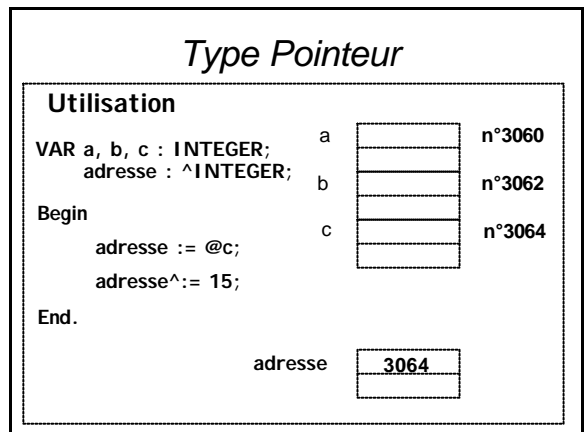 Type Pointeur
Utilisation
VAR a, b, c : INTEGER;
adresse : ^INTEGER;
Begin
adresse := @c;
adresse^:= 15;
End.
a n°3060
b n°3062
c n°3064
adresse 3064